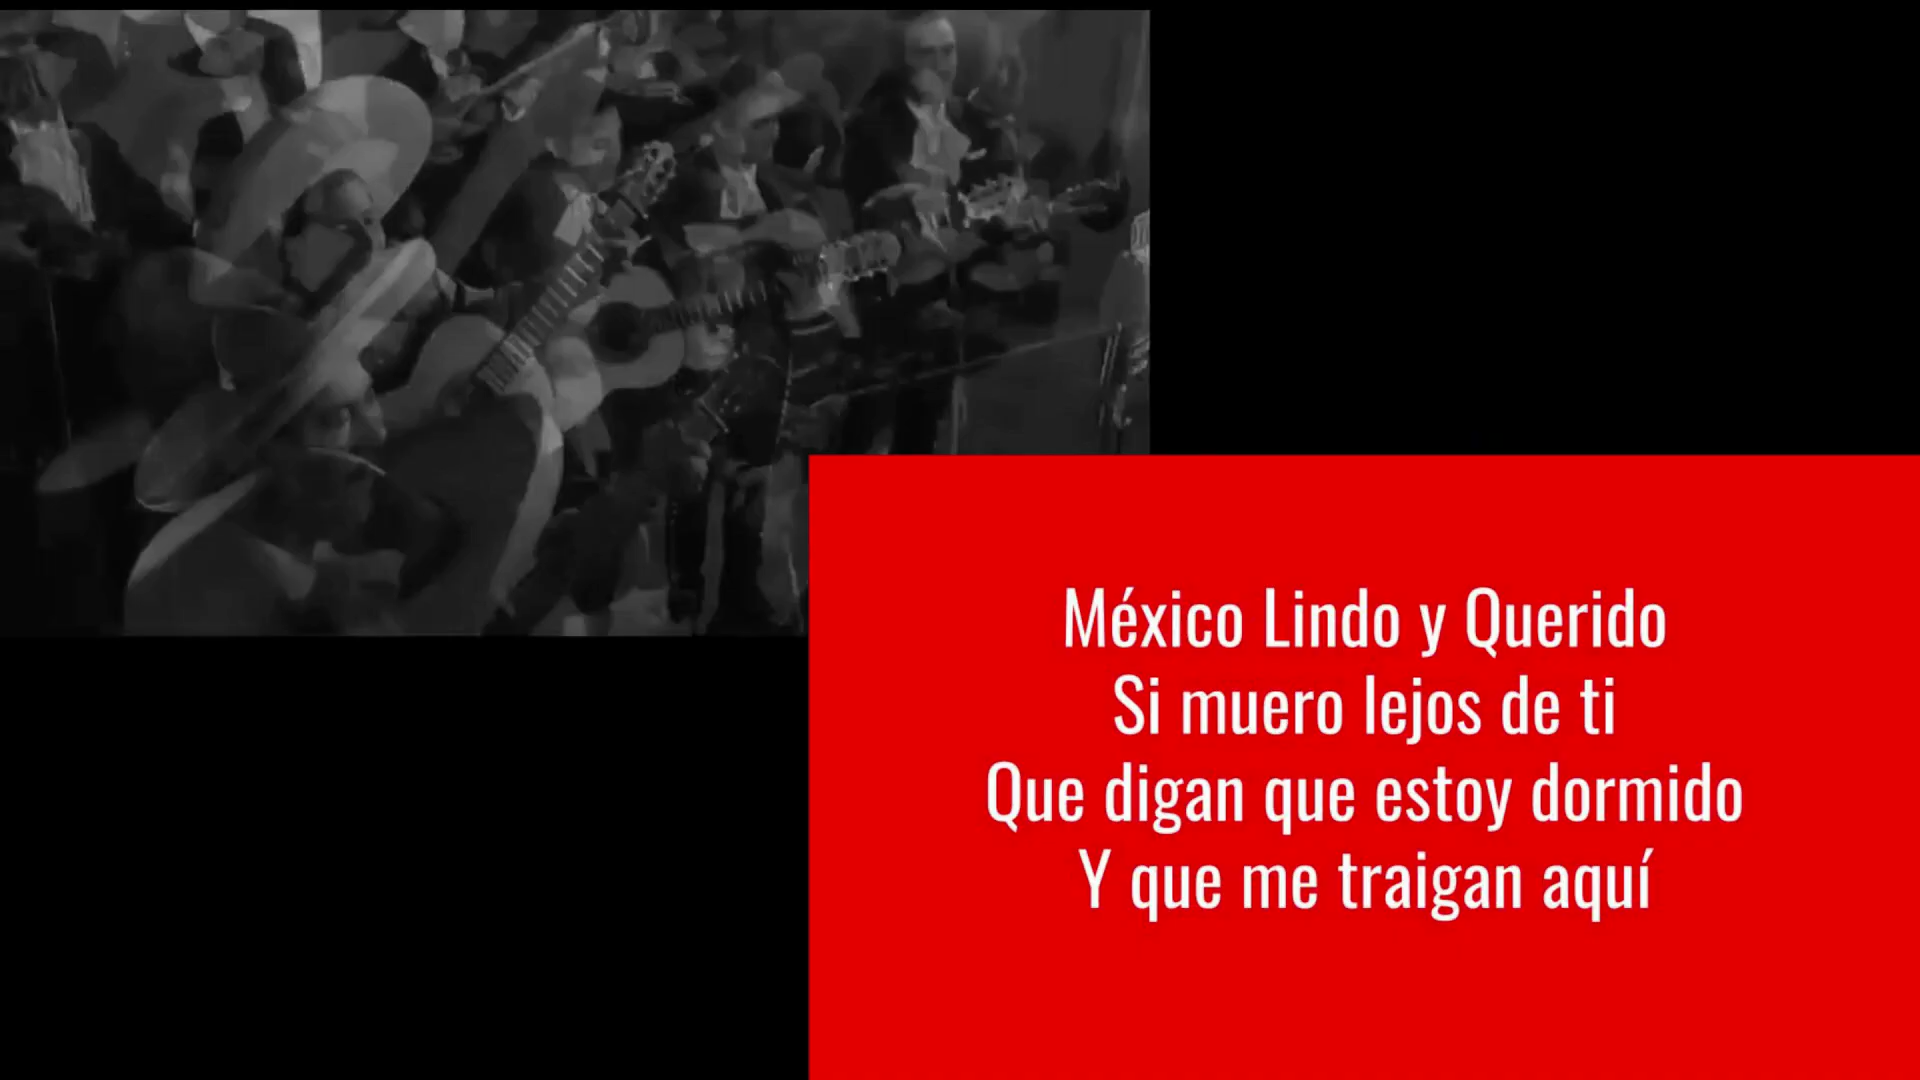 México Lindo y Querido
Si muero lejos de ti
Que digan que estoy dormido
Y que me traigan aquí